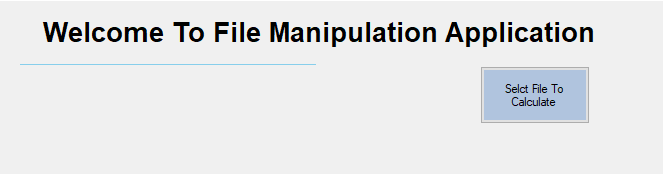 Welcome To File Manipulation Application
Selct File To
Calculate